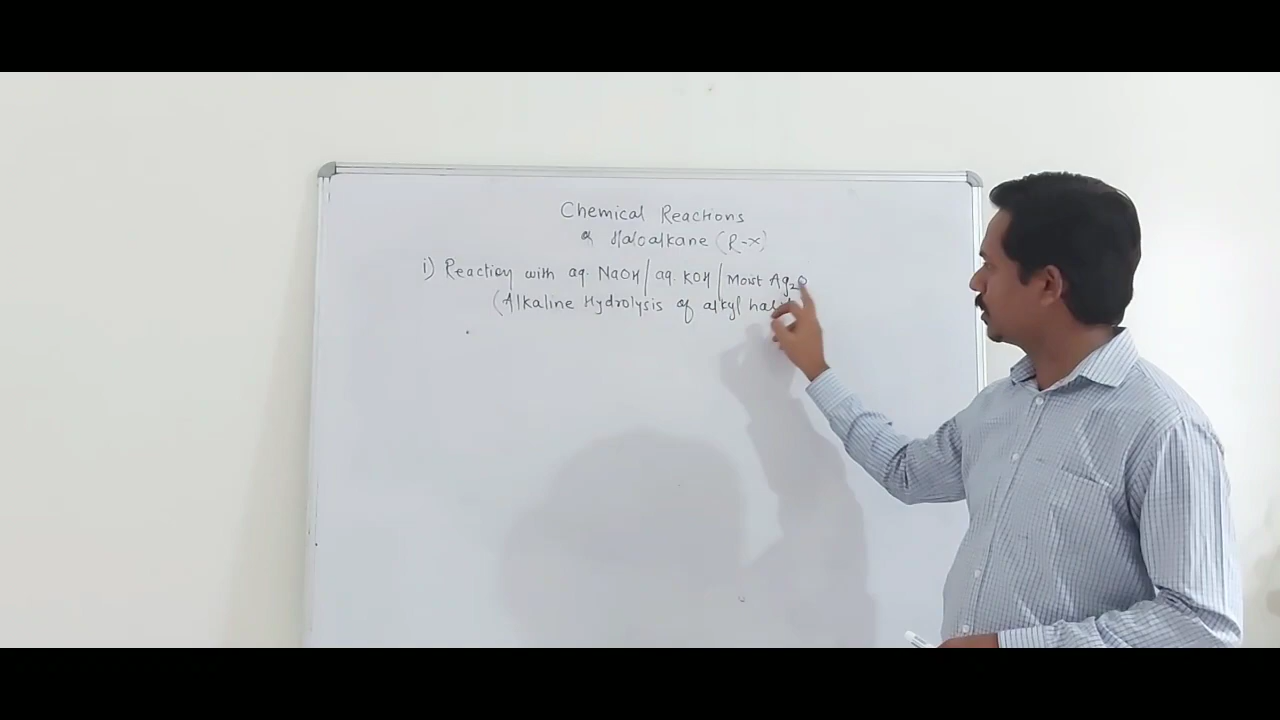 Chemical Reactions
of Haloalkane (R-X)
i) Reaction with aq. NaOH/aq. KOH/Moist Ag₂O
(Alkaline Hydrolysis of alkyl